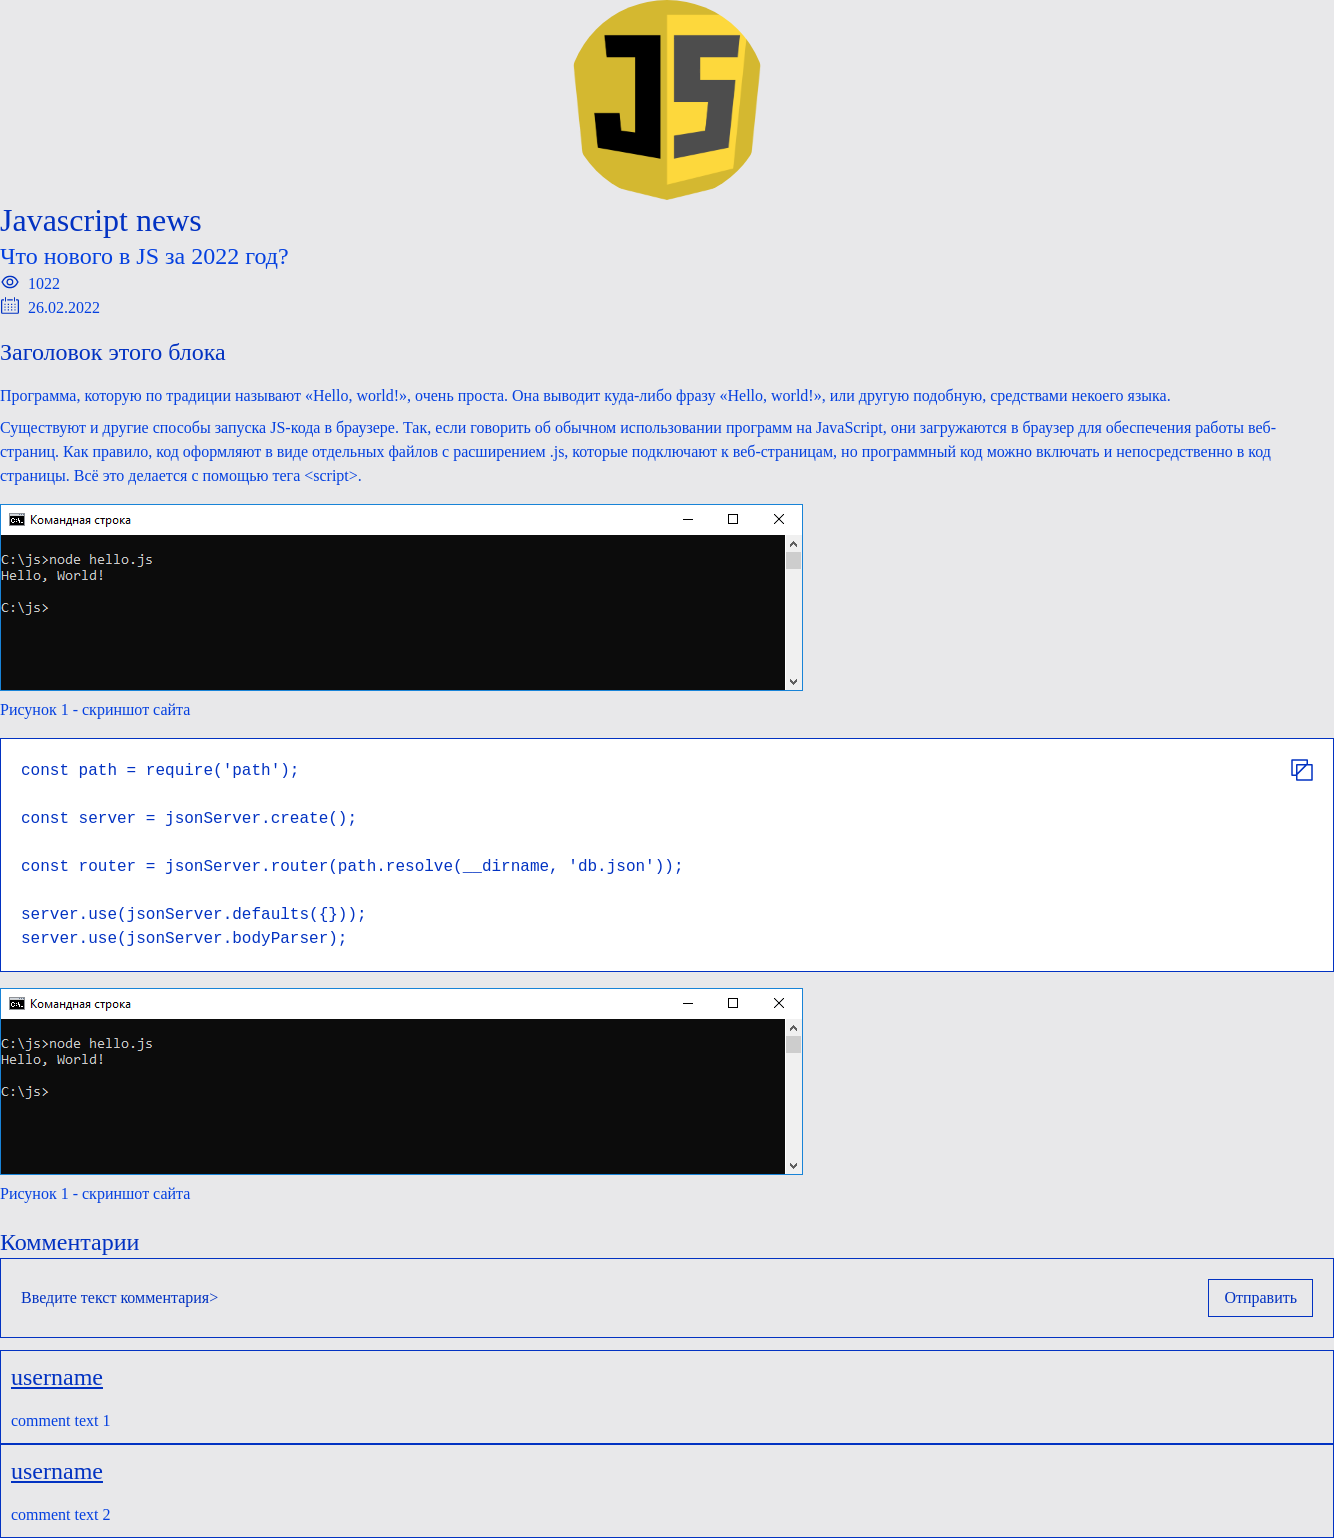 JS
Javascript news
Что нового в JS за 2022 год?
1022
26.02.2022
Заголовок этого блока
Программа, которую по традиции называют «Hello, world!», очень проста. Она выводит куда-либо фразу «Hello, world!», или другую подобную, средствами некоего языка.
Существуют и другие способы запуска JS-кода в браузере. Так, если говорить об обычном использовании программ на JavaScript, они загружаются в браузер для обеспечения работы веб-
страниц. Как правило, код оформляют в виде отдельных файлов с расширением .js, которые подключают к веб-страницам, но программный код можно включать и непосредственно в код
страницы. Всё это делается с помощью тега <script>.
Командная строка
C:\js>node hello.js
Hello, World!
C:\js>
Рисунок 1 - скриншот сайта
const path = require('path');
const server = jsonServer.create();
const router = jsonServer.router(path.resolve(__dirname, 'db.json'));
server.use(jsonServer.defaults({}));
server.use(jsonServer.bodyParser);
Командная строка
C:\js>node hello.js
Hello, World!
C:\js>
Рисунок 1 - скриншот сайта
Комментарии
Введите текст комментария>
Отправить
username
comment text 1
username
comment text 2